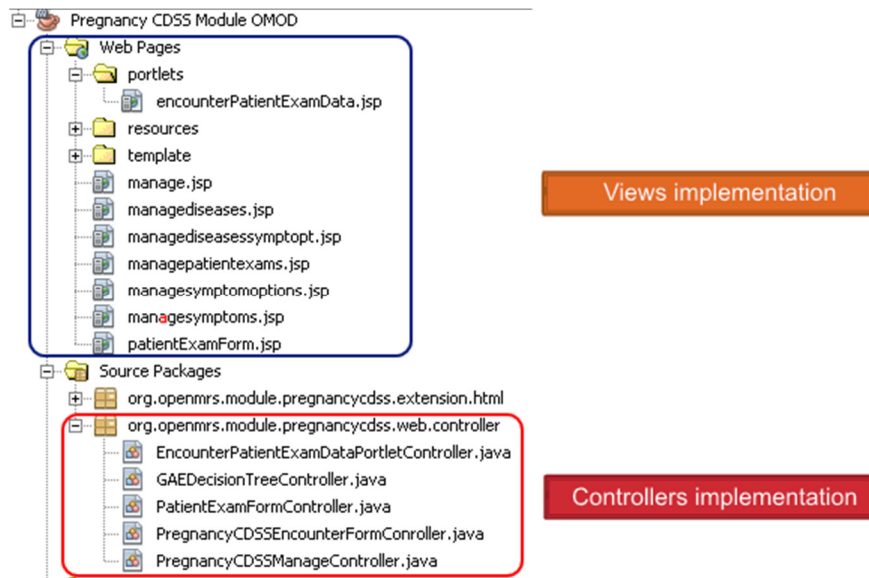 Pregnancy CDSS Module OMOD
Web Pages
portlets
encounterPatientExamData.jsp
resources
template
manage.jsp
managediseases.jsp
managediseasessymptopt.jsp
managepatientexams.jsp
managesymptomoptions.jsp
managesymptoms.jsp
patientExamForm.jsp
Views implementation
Source Packages
org.openmrs.module.pregnancycdss.extension.html
org.openmrs.module.pregnancycdss.web.controller
EncounterPatientExamDataPortletController.java
GAEDecisionTreeController.java
PatientExamFormController.java
PregnancyCDSSEncounterFormConroller.java
PregnancyCDSSManageController.java
Controllers implementation